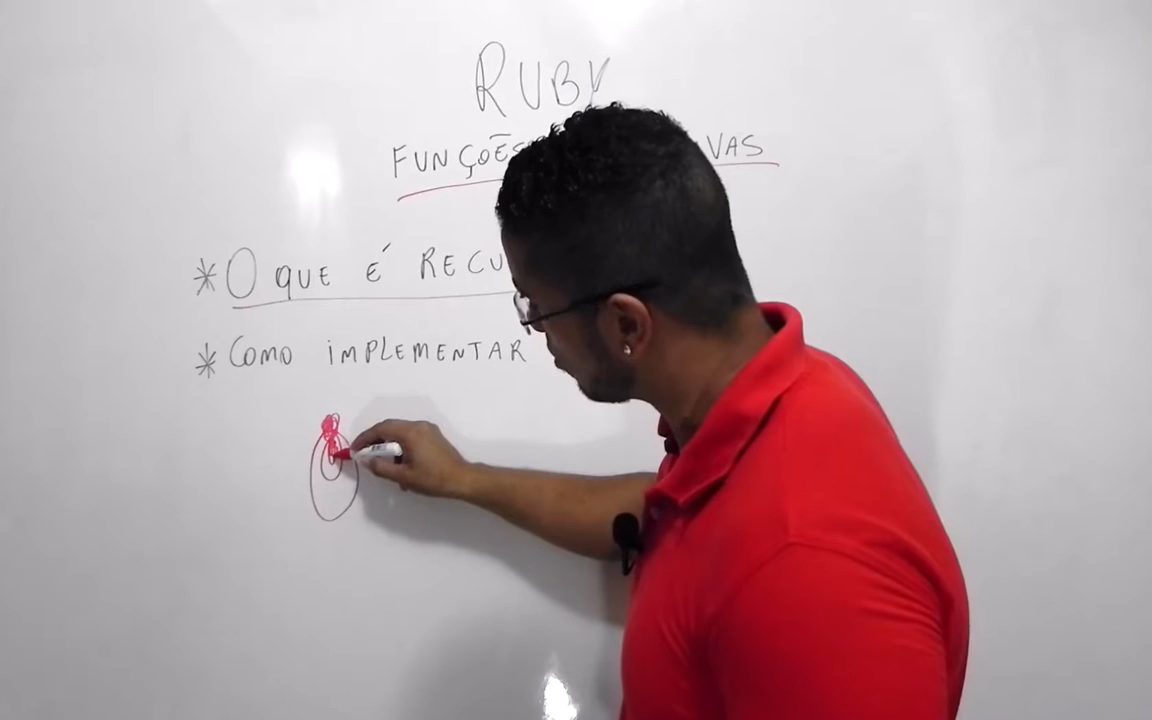 RUBY
FUNÇÕES VAS
* O QUE É RECU
* COMO IMPLEMENTAR